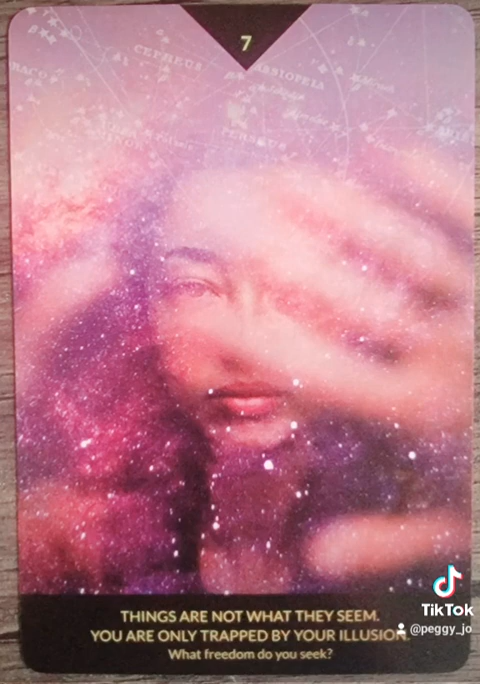 7
CEPHEUS
CASSIOPEIA
PERSEUS
THINGS ARE NOT WHAT THEY SEEM.
YOU ARE ONLY TRAPPED BY YOUR ILLUSION.
What freedom do you seek?
TikTok
@peggy_jo